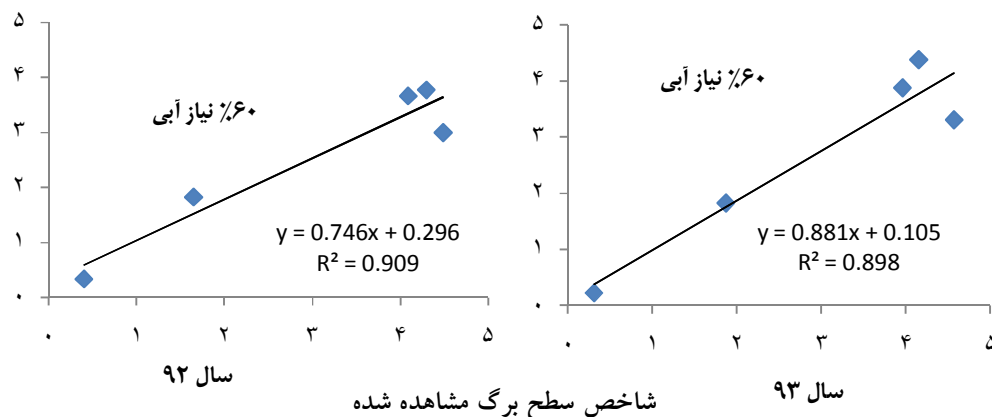 ۵
۴
۳
۲
۱
۰
۶۰٪ نیاز آبی
y = 0.746x + 0.296
R² = 0.909
۰ ۱ ۲ ۳ ۴ ۵
سال ۹۲
۵
۴
۳
۲
۱
۰
۶۰٪ نیاز آبی
y = 0.881x + 0.105
R² = 0.898
۰ ۱ ۲ ۳ ۴ ۵
سال ۹۳
شاخص سطح برگ مشاهده شده